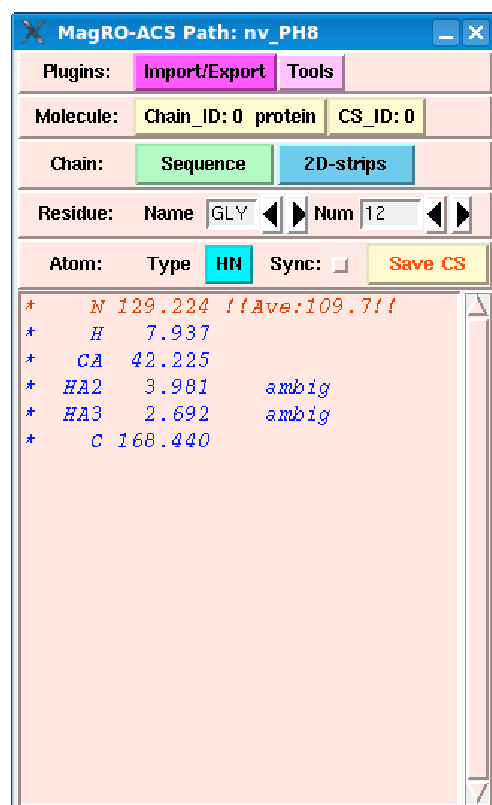 MagRO-ACS Path: nv_PH8
Plugins: Import/Export Tools
Molecule: Chain_ID: 0 protein CS_ID: 0
Chain: Sequence 2D-strips
Residue: Name GLY Num 12
Atom: Type HN Sync: Save CS
* N 129.224 !!Ave:109.7!!
* H 7.937
* CA 42.225
* HA2 3.981 ambig
* HA3 2.692 ambig
* C 168.440